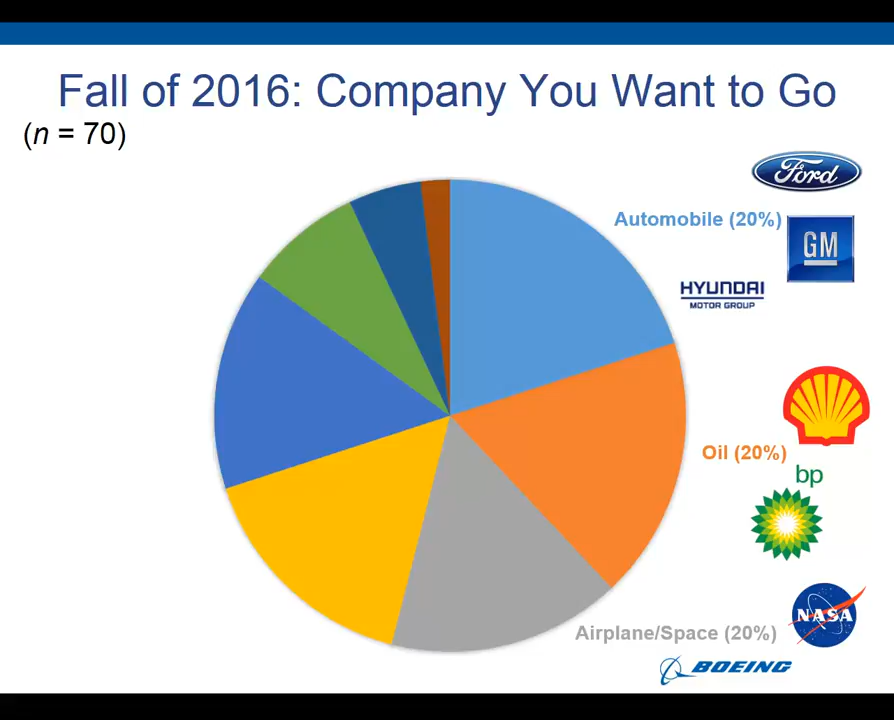 Fall of 2016: Company You Want to Go
(n = 70)
Ford
Automobile (20%)
GM
HYUNDAI
MOTOR GROUP
Oil (20%)
bp
NASA
Airplane/Space (20%)
BOEING